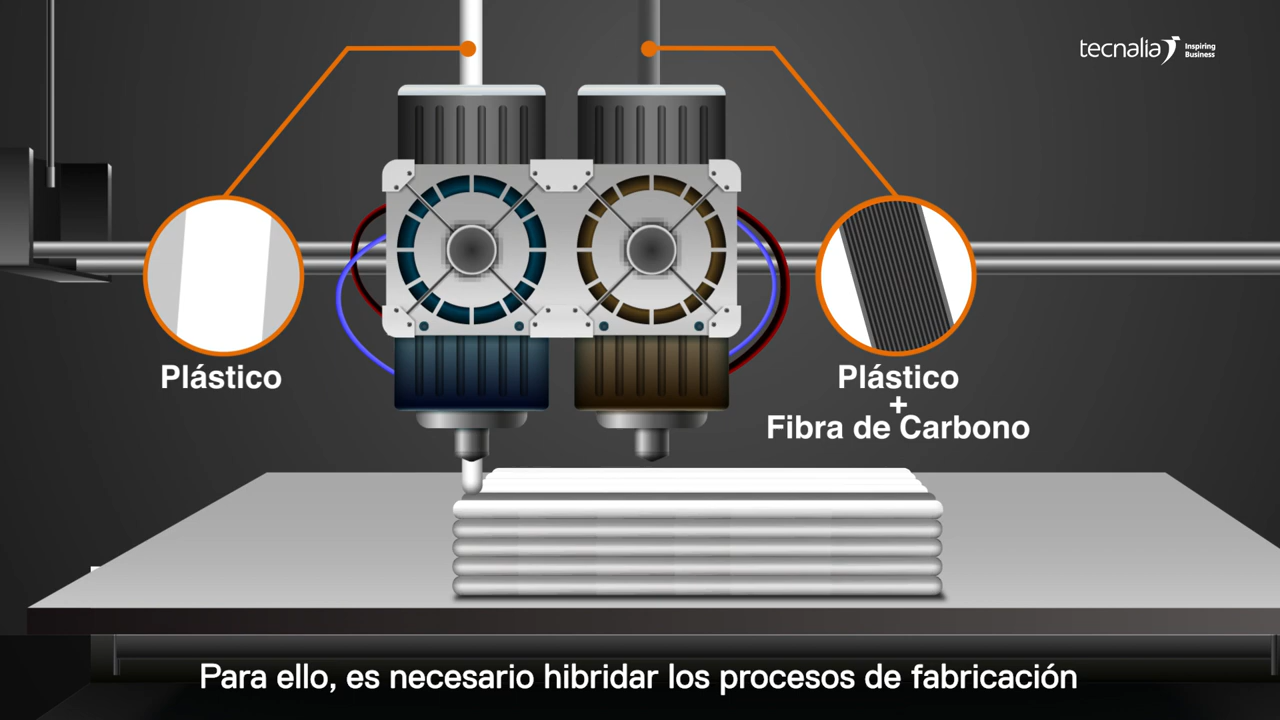 tecnalia Inspiring
Business
Plástico
Plástico
+
Fibra de Carbono
Para ello, es necesario hibridar los procesos de fabricación